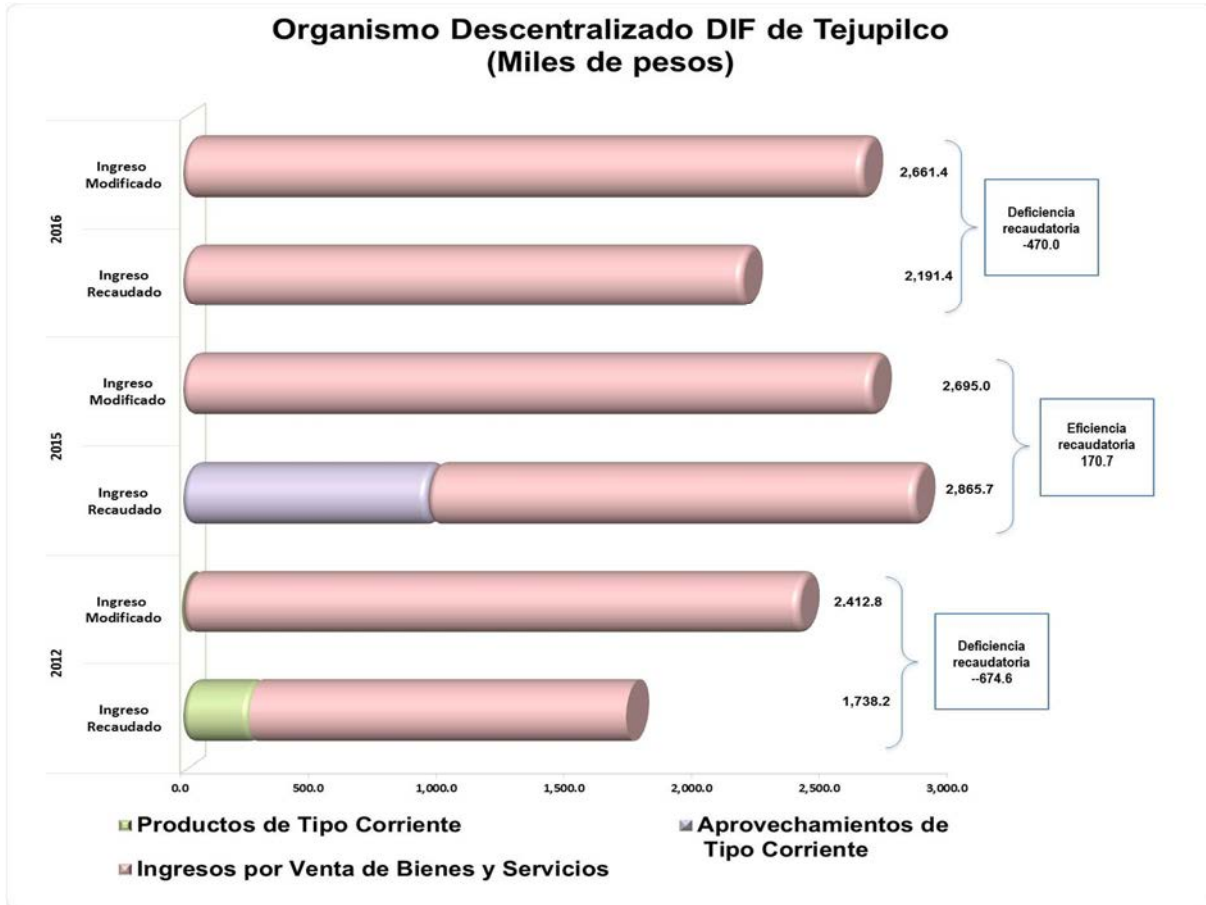 Organismo Descentralizado DIF de Tejupilco
(Miles de pesos)
2016
Ingreso
Modificado
2,661.4
Ingreso
Recaudado
2,191.4
Deficiencia
recaudatoria
-470.0
2015
Ingreso
Modificado
2,695.0
Ingreso
Recaudado
2,865.7
Eficiencia
recaudatoria
170.7
2012
Ingreso
Modificado
2,412.8
Ingreso
Recaudado
1,738.2
Deficiencia
recaudatoria
--674.6
0.0 500.0 1,000.0 1,500.0 2,000.0 2,500.0 3,000.0
Productos de Tipo Corriente
Aprovechamientos de
Tipo Corriente
Ingresos por Venta de Bienes y Servicios